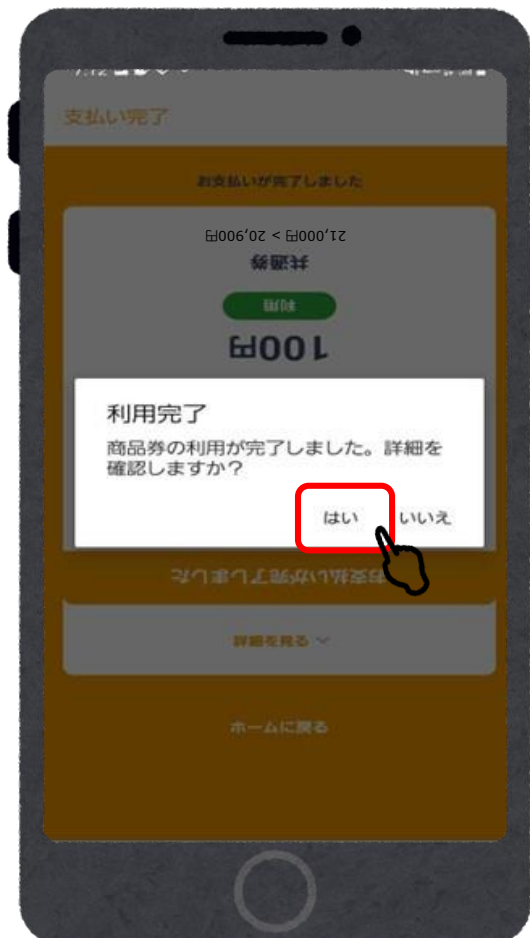 支払い完了
お支払いが完了しました
21,000円 > 20,900円
共通券
利用
100円
利用完了
商品券の利用が完了しました。詳細を
確認しますか?
はい いいえ
お支払いが完了しました
詳細を見る
ホームに戻る